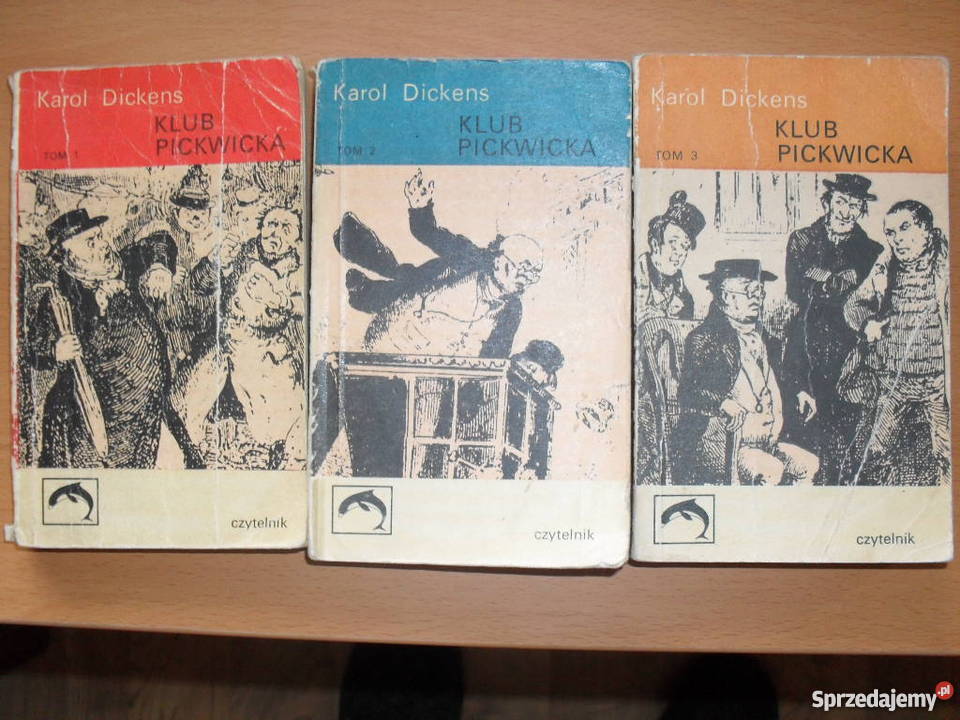 Karol Dickens
KLUB
TOM 1 PICKWICKA
czytelnik
Karol Dickens
KLUB
TOM 2 PICKWICKA
czytelnik
Karol Dickens
KLUB
TOM 3 PICKWICKA
czytelnik
Sprzedajemy.pl